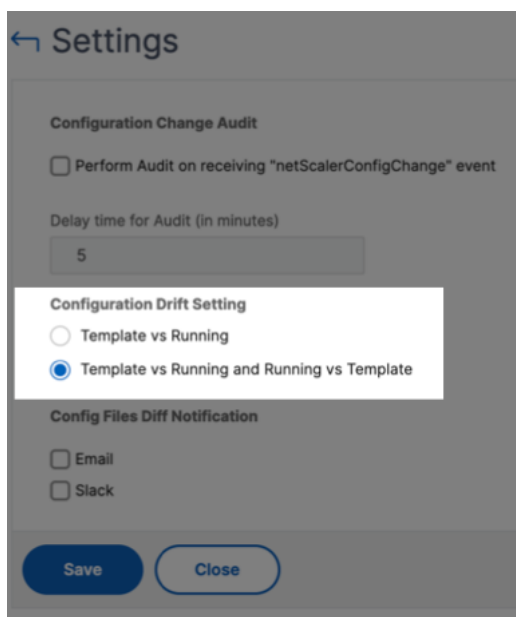 Settings
Configuration Change Audit
Perform Audit on receiving "netScalerConfigChange" event
Delay time for Audit (in minutes)
5
Configuration Drift Setting
Template vs Running
Template vs Running and Running vs Template
Config Files Diff Notification
Email
Slack
Save Close